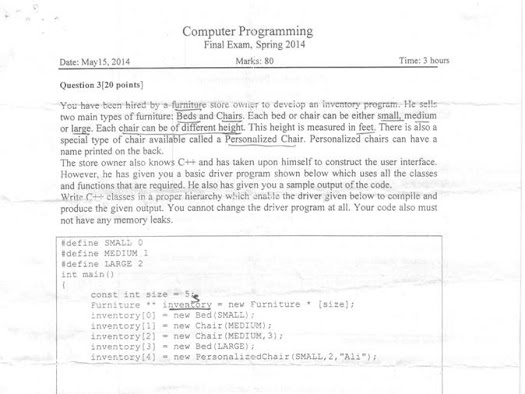 Computer Programming
Final Exam, Spring 2014
Date: May15, 2014 Marks: 80 Time: 3 hours
Question 3[20 points]
You have been hired by a furniture store owner to develop an inventory program. He sells
two main types of furniture: Beds and Chairs. Each bed or chair can be either small, medium
or large. Each chair can be of different height. This height is measured in feet. There is also a
special type of chair available called a Personalized Chair. Personalized chairs can have a
name printed on the back.
The store owner also knows C++ and has taken upon himself to construct the user interface.
However, he has given you a basic driver program shown below which uses all the classes
and functions that are required. He also has given you a sample output of the code.
Write C++ classes in a proper hierarchy which enable the driver given below to compile and
produce the given output. You cannot change the driver program at all. Your code also must
not have any memory leaks.
#define SMALL 0
#define MEDIUM 1
#define LARGE 2
int main()
{
const int size = 5;
Furniture ** inventory = new Furniture * [size];
inventory[0] = new Bed(SMALL);
inventory[1] = new Chair(MEDIUM);
inventory[2] = new Chair(MEDIUM,3);
inventory[3] = new Bed(LARGE);
inventory[4] = new PersonalizedChair(SMALL,2,"Ali");